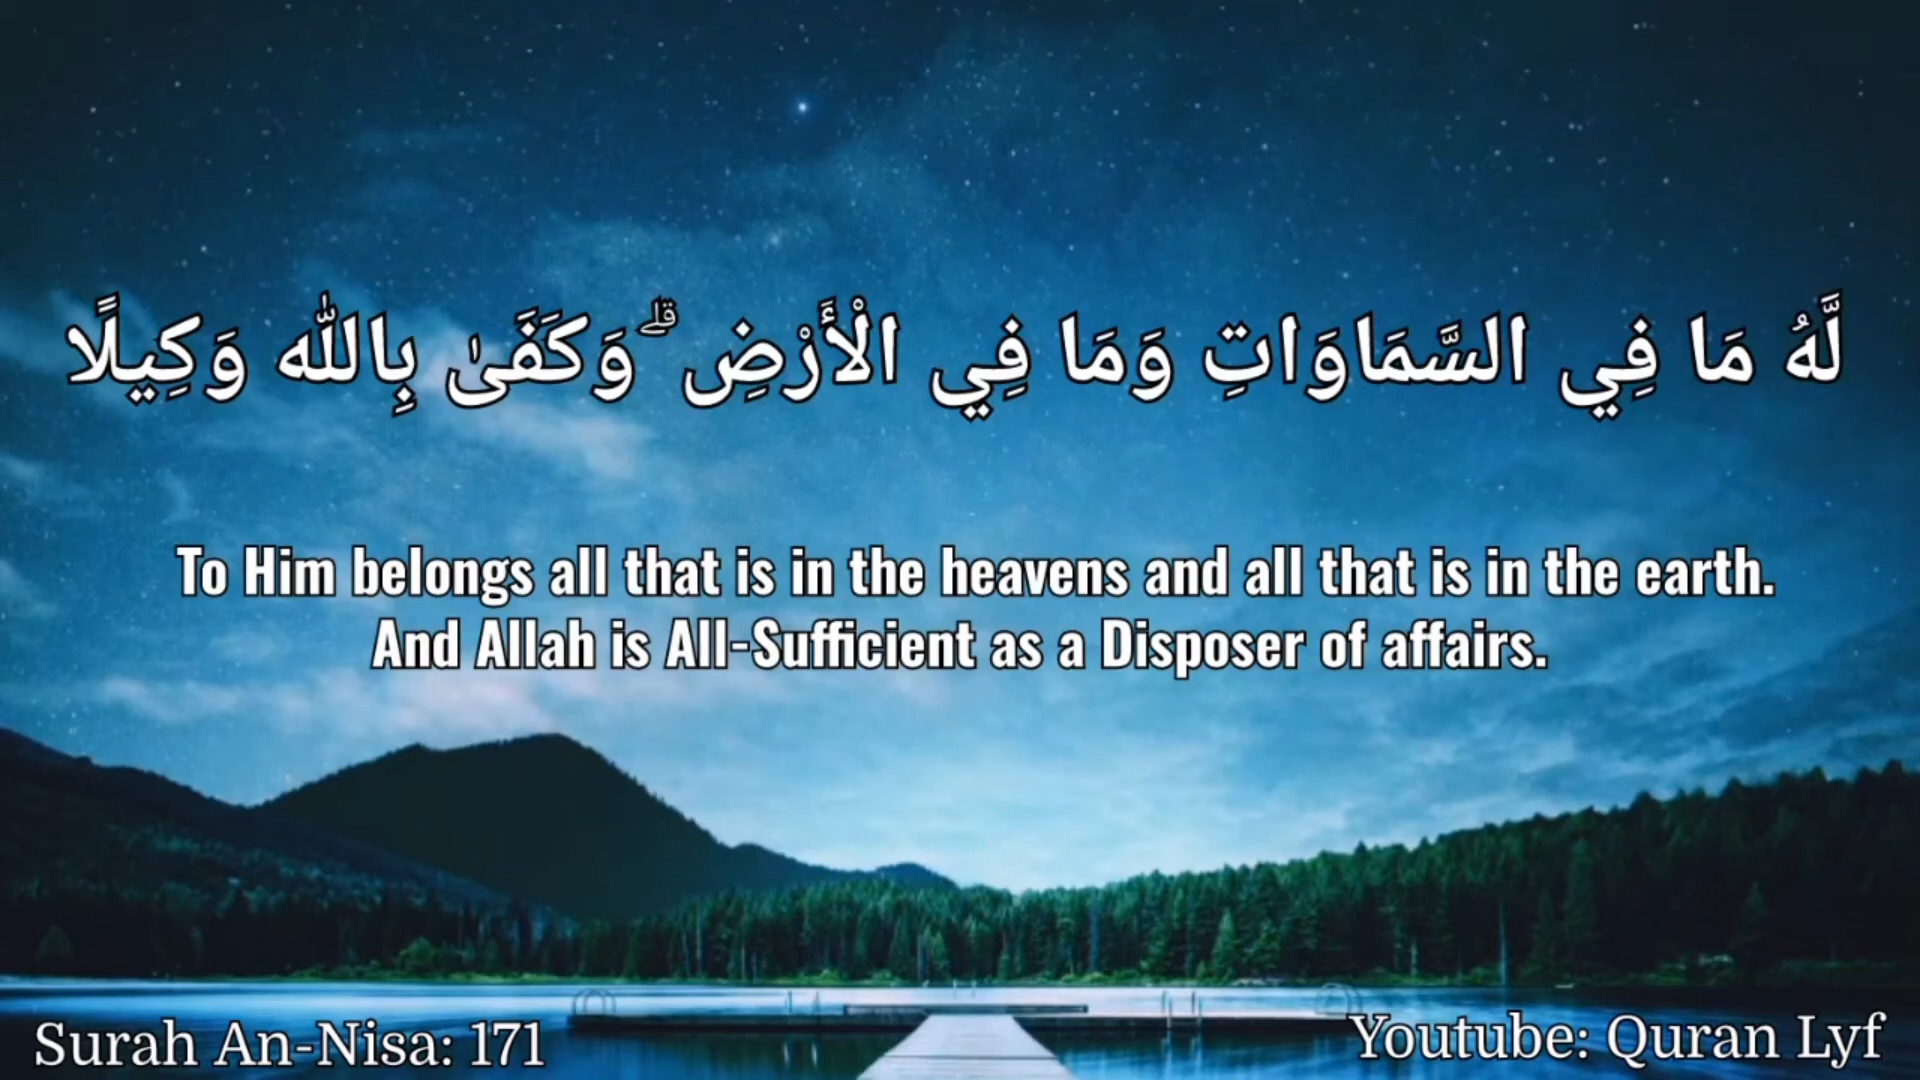 لَّهُ مَا فِي السَّمَاوَاتِ وَمَا فِي الْأَرْضِ ۗ وَكَفَىٰ بِاللَّه وَكِيلًا
To Him belongs all that is in the heavens and all that is in the earth.
And Allah is All-Sufficient as a Disposer of affairs.
Surah An-Nisa: 171
Youtube: Quran Lyf